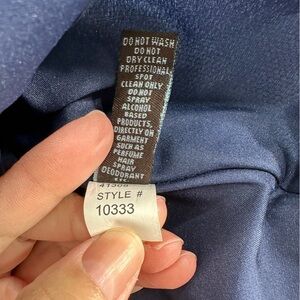 DO NOT WASH
DO NOT
DRY CLEAN
PROFESSIONAL
SPOT
CLEAN ONLY
DO NOT
SPRAY
ALCOHOL
BASED
PRODUCTS,
DIRECTLY ON
GARMENT
SUCH AS
PERFUME
HAIR
SPRAY
DEODORANT
STYLE #
10333